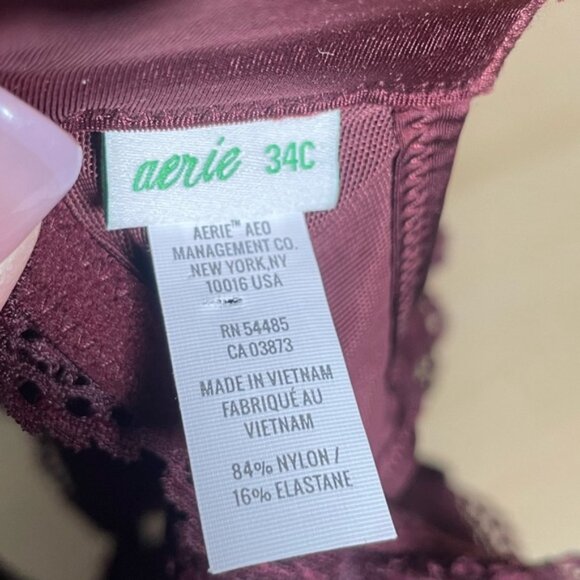 aerie 34C
AERIE™ AEO
MANAGEMENT CO.
NEW YORK,NY
10016 USA
RN 54485
CA 03873
MADE IN VIETNAM
FABRIQUÉ AU
VIETNAM
84% NYLON /
16% ELASTANE